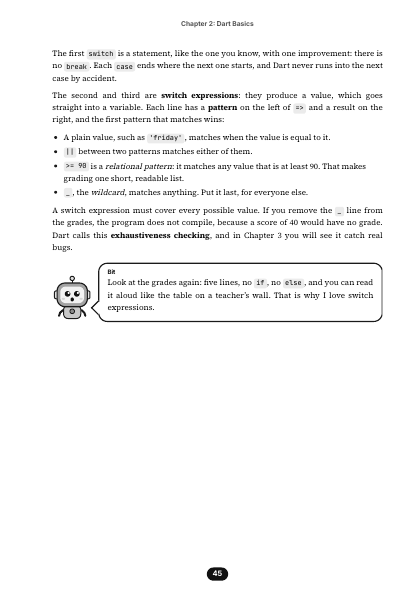 Chapter 2: Dart Basics
The first switch is a statement, like the one you know, with one improvement: there is
no break. Each case ends where the next one starts, and Dart never runs into the next
case by accident.
The second and third are switch expressions: they produce a value, which goes
straight into a variable. Each line has a pattern on the left of => and a result on the
right, and the first pattern that matches wins:
• A plain value, such as 'friday', matches when the value is equal to it.
• || between two patterns matches either of them.
• >= 90 is a relational pattern: it matches any value that is at least 90. That makes
grading one short, readable list.
• _, the wildcard, matches anything. Put it last, for everyone else.
A switch expression must cover every possible value. If you remove the _ line from
the grades, the program does not compile, because a score of 40 would have no grade.
Dart calls this exhaustiveness checking, and in Chapter 3 you will see it catch real
bugs.
Bit
Look at the grades again: five lines, no if, no else, and you can read
it aloud like the table on a teacher's wall. That is why I love switch
expressions.
45